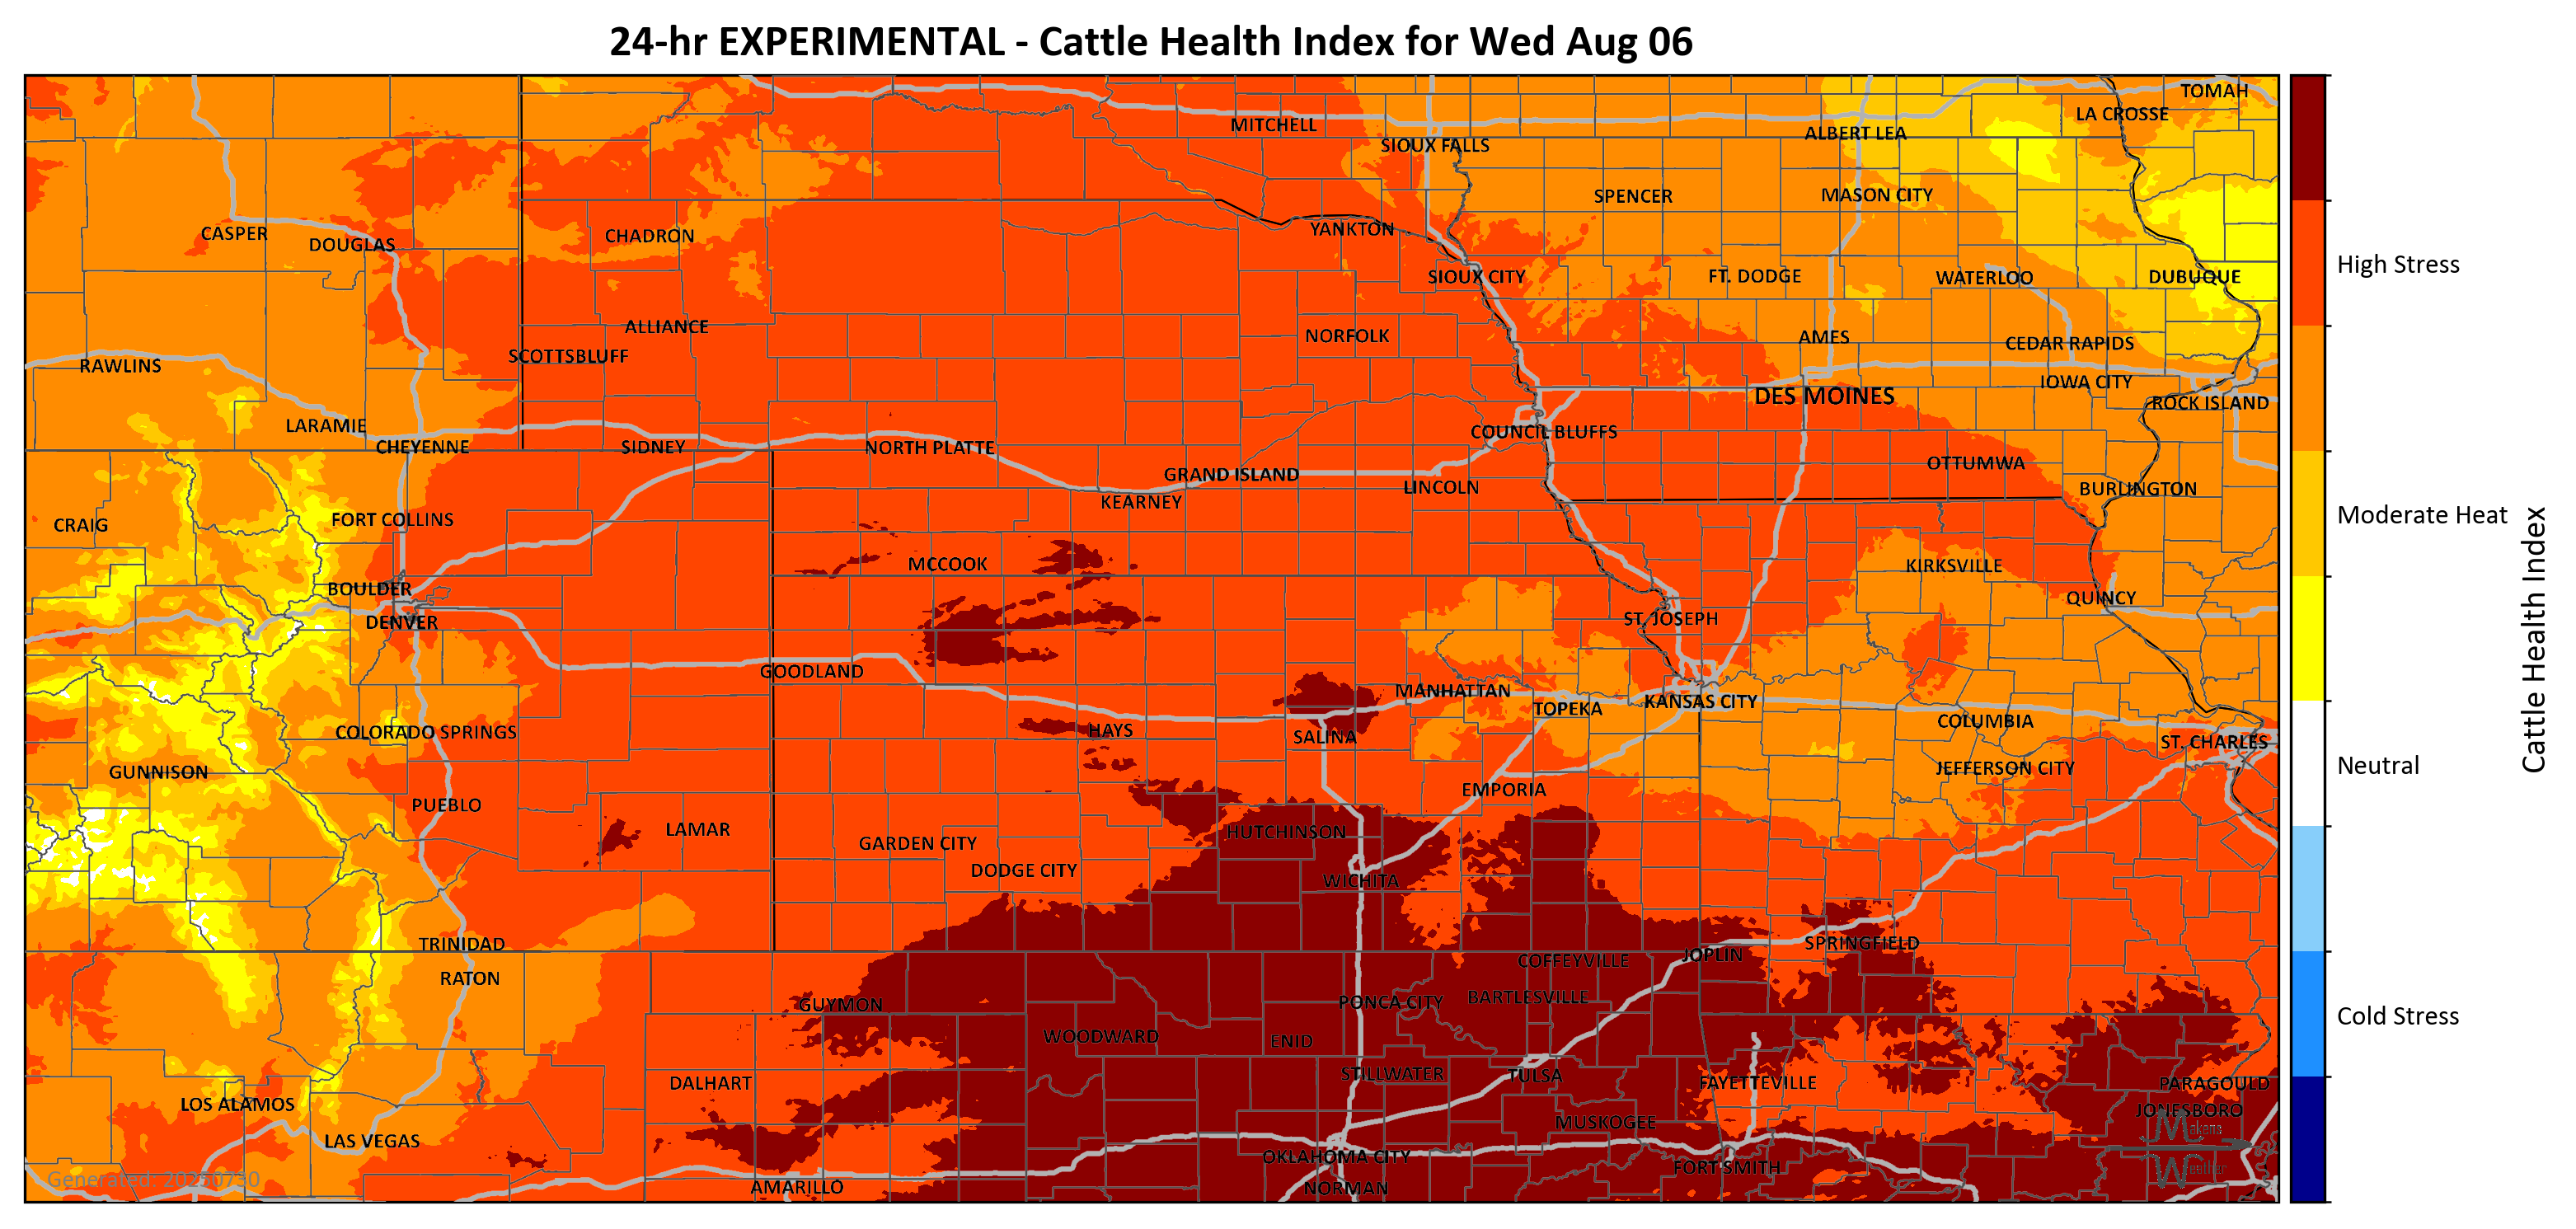 24-hr EXPERIMENTAL - Cattle Health Index for Wed Aug 06
TOMAH
LA CROSSE
MITCHELL
ALBERT LEA
SIOUX FALLS
SPENCER
MASON CITY
CASPER
DOUGLAS
CHADRON
YANKTON
SIOUX CITY
FT. DODGE
WATERLOO
DUBUQUE
High Stress
ALLIANCE
NORFOLK
AMES
CEDAR RAPIDS
SCOTTSBLUFF
RAWLINS
IOWA CITY
DES MOINES
ROCK ISLAND
LARAMIE
COUNCIL BLUFFS
CHEYENNE
SIDNEY
NORTH PLATTE
OTTUMWA
GRAND ISLAND
LINCOLN
BURLINGTON
KEARNEY
Moderate Heat
CRAIG
FORT COLLINS
MCCOOK
KIRKSVILLE
BOULDER
QUINCY
DENVER
ST. JOSEPH
Cattle Health Index
GOODLAND
MANHATTAN
KANSAS CITY
TOPEKA
COLUMBIA
COLORADO SPRINGS
HAYS
SALINA
ST. CHARLES
GUNNISON
JEFFERSON CITY
Neutral
EMPORIA
PUEBLO
LAMAR
HUTCHINSON
GARDEN CITY
DODGE CITY
WICHITA
TRINIDAD
SPRINGFIELD
JOPLIN
COFFEYVILLE
RATON
BARTLESVILLE
GUYMON
PONCA CITY
Cold Stress
WOODWARD
ENID
STILLWATER
TULSA
DALHART
FAYETTEVILLE
PARAGOULD
LOS ALAMOS
JONESBORO
MUSKOGEE
Makens
LAS VEGAS
OKLAHOMA CITY
FORT SMITH
Weather
Generated: 20250730
AMARILLO
NORMAN